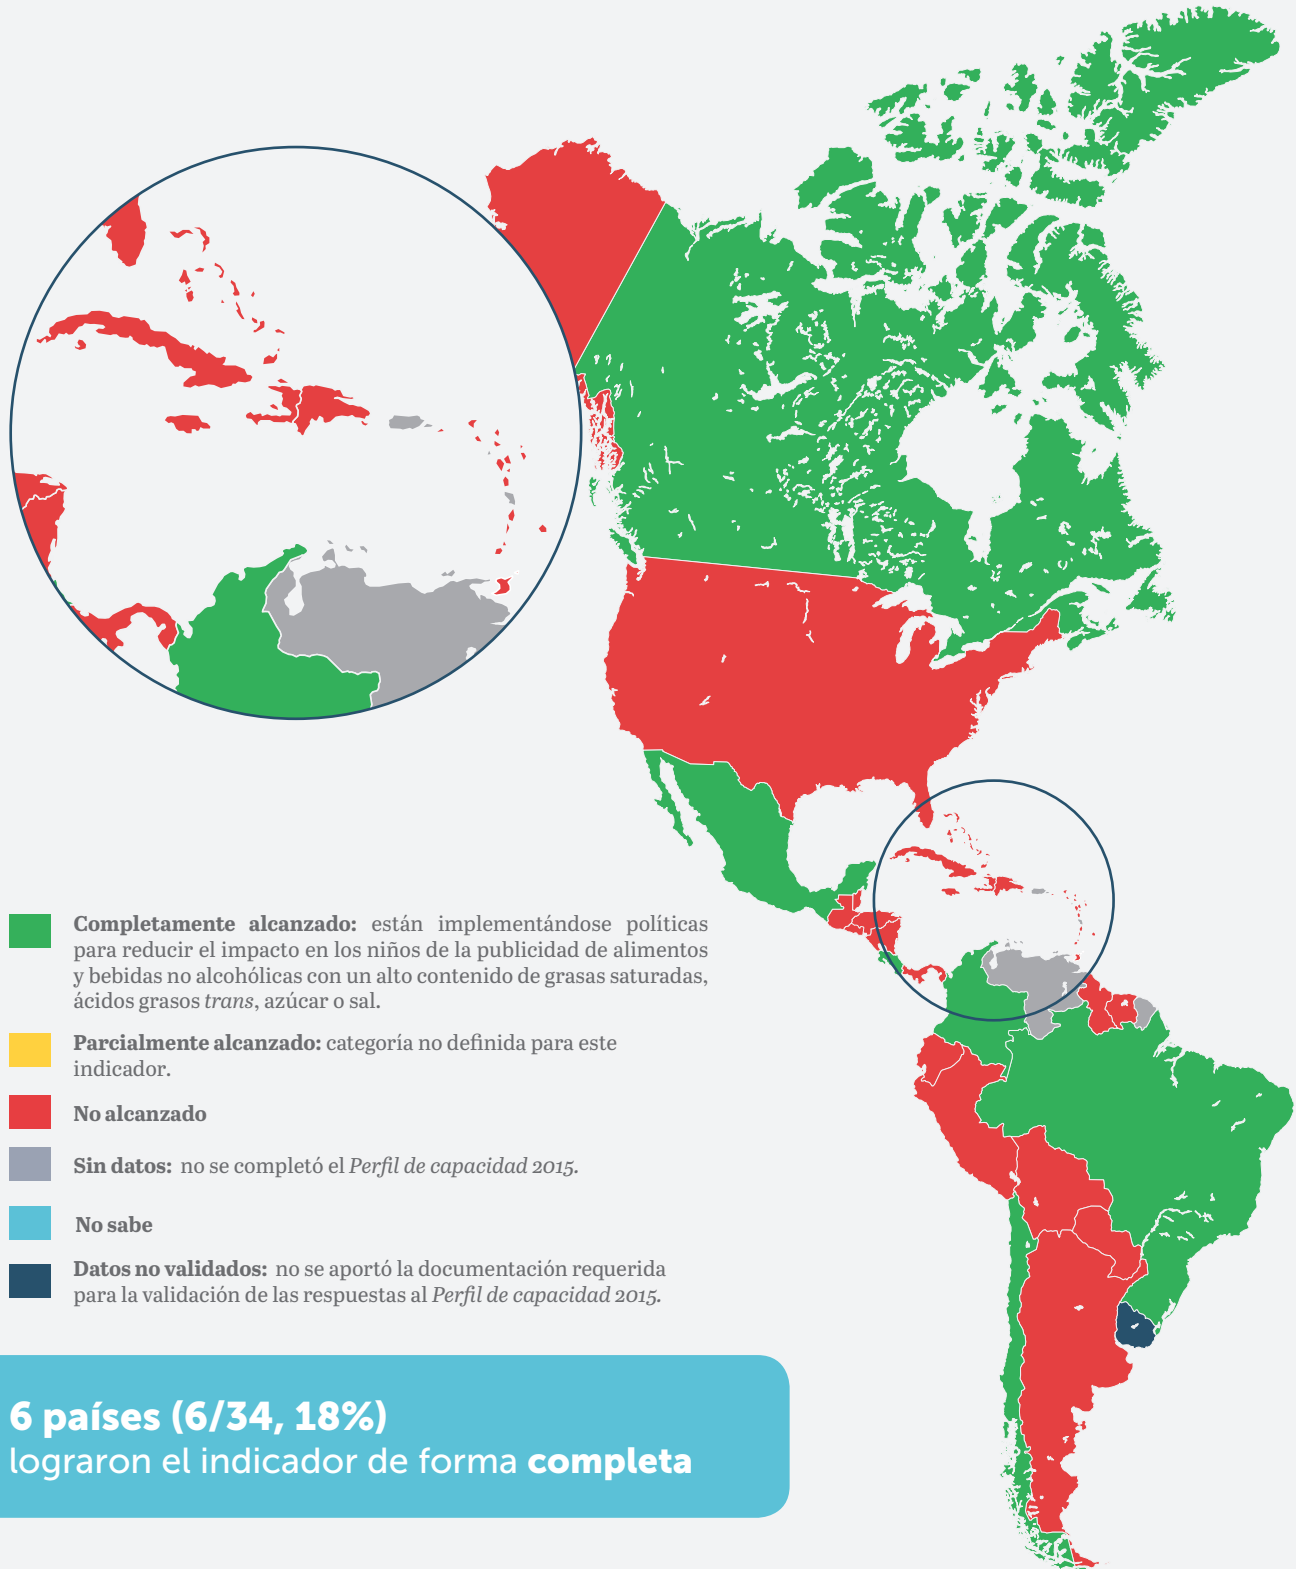 Completamente alcanzado: están implementándose políticas
para reducir el impacto en los niños de la publicidad de alimentos
y bebidas no alcohólicas con un alto contenido de grasas saturadas,
ácidos grasos trans, azúcar o sal.
Parcialmente alcanzado: categoría no definida para este
indicador.
No alcanzado
Sin datos: no se completó el Perfil de capacidad 2015.
No sabe
Datos no validados: no se aportó la documentación requerida
para la validación de las respuestas al Perfil de capacidad 2015.
6 países (6/34, 18%)
lograron el indicador de forma completa